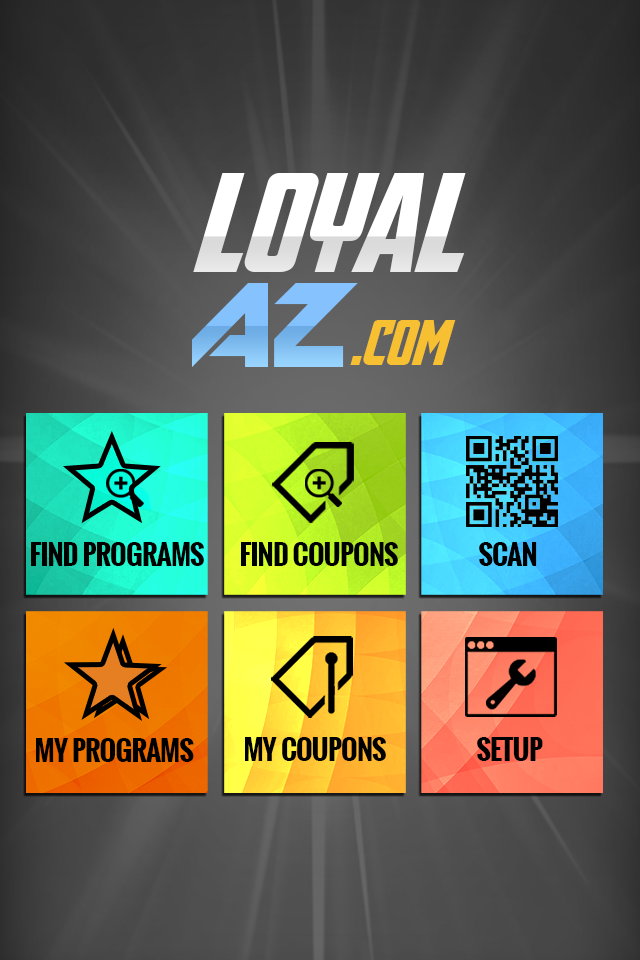 LOYAL
AZ.COM
FIND PROGRAMS
FIND COUPONS
SCAN
MY PROGRAMS
MY COUPONS
SETUP